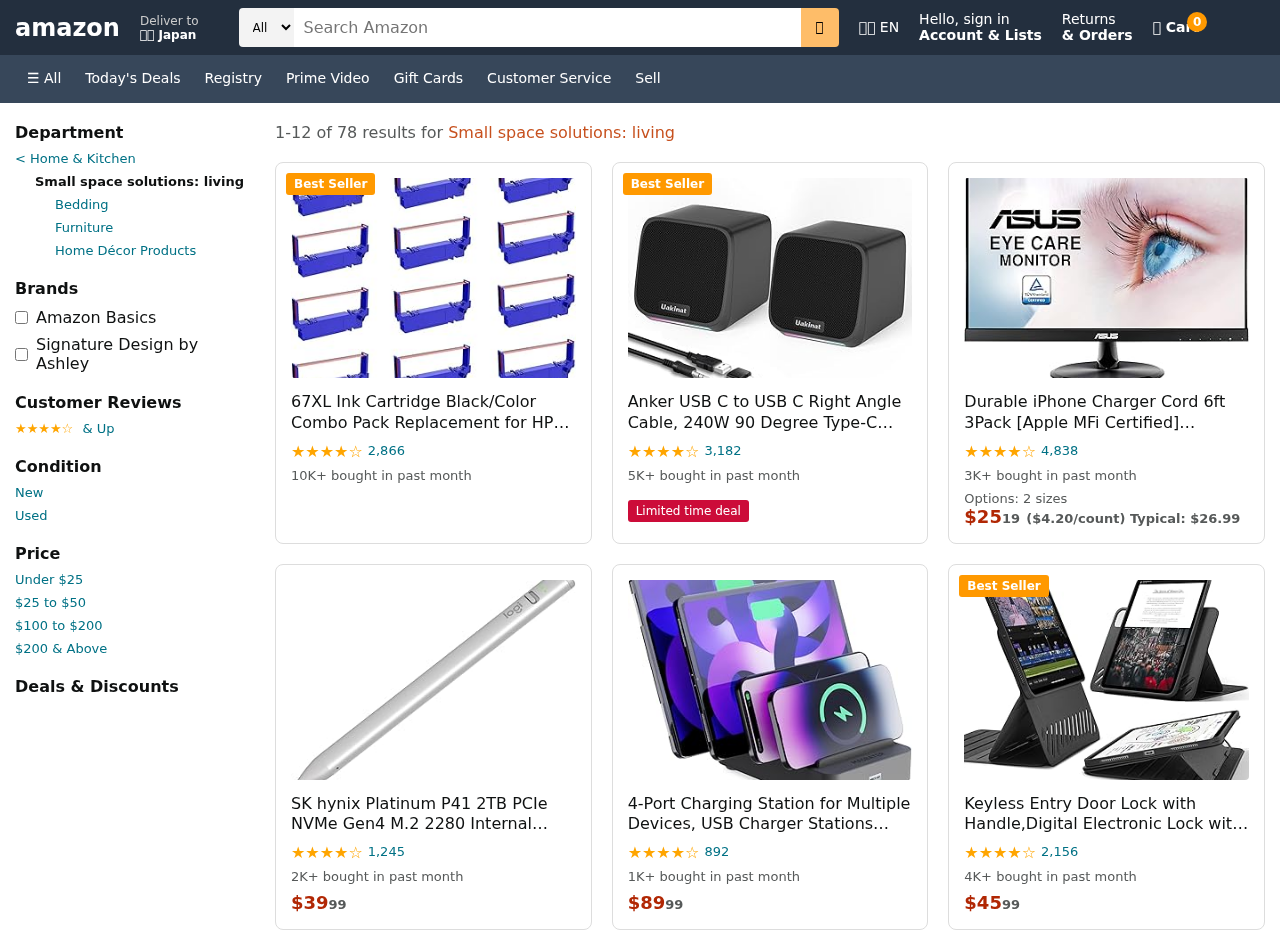 amazon
Deliver to
Japan
All
Search Amazon
EN
Hello, sign in
Account & Lists
Returns
& Orders
0
☰ All
Today's Deals
Registry
Prime Video
Gift Cards
Customer Service
Sell
Department
< Home & Kitchen
Small space solutions: living
Bedding
Furniture
Home Décor Products
Brands
Amazon Basics
Signature Design by
Ashley
Customer Reviews
★★★★☆ & Up
Condition
New
Used
Price
Under $25
$25 to $50
$100 to $200
$200 & Above
Deals & Discounts
1-12 of 78 results for Small space solutions: living
Best Seller
67XL Ink Cartridge Black/Color
Combo Pack Replacement for HP…
★★★★☆ 2,866
10K+ bought in past month
Best Seller
Uakinat
Uakinat
Anker USB C to USB C Right Angle
Cable, 240W 90 Degree Type-C…
★★★★☆ 3,182
5K+ bought in past month
Limited time deal
ASUS
EYE CARE
MONITOR
ASUS
Durable iPhone Charger Cord 6ft
3Pack [Apple MFi Certified]…
★★★★☆ 4,838
3K+ bought in past month
Options: 2 sizes
$25 19 ($4.20/count) Typical: $26.99
logi
SK hynix Platinum P41 2TB PCIe
NVMe Gen4 M.2 2280 Internal…
★★★★☆ 1,245
2K+ bought in past month
$39 99
4-Port Charging Station for Multiple
Devices, USB Charger Stations…
★★★★☆ 892
1K+ bought in past month
$89 99
Best Seller
Keyless Entry Door Lock with
Handle,Digital Electronic Lock wit…
★★★★☆ 2,156
4K+ bought in past month
$45 99